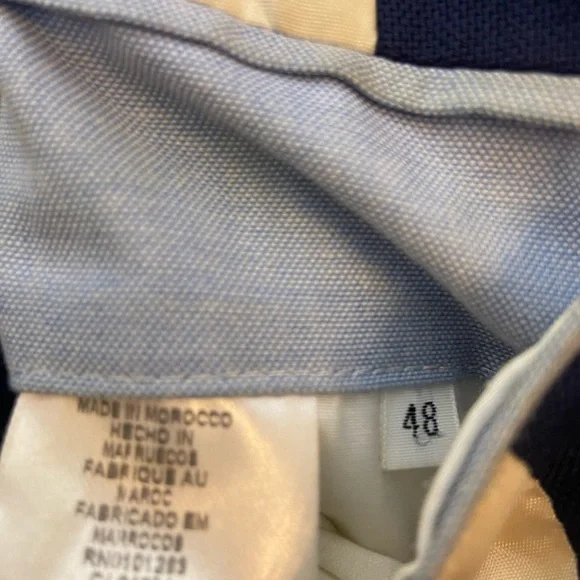 MADE IN MOROCCO
HECHO IN
MARRUECOS
FABRIQUE AU
MAROC
FABRICADO EM
MARROCOS
RN0101283
48